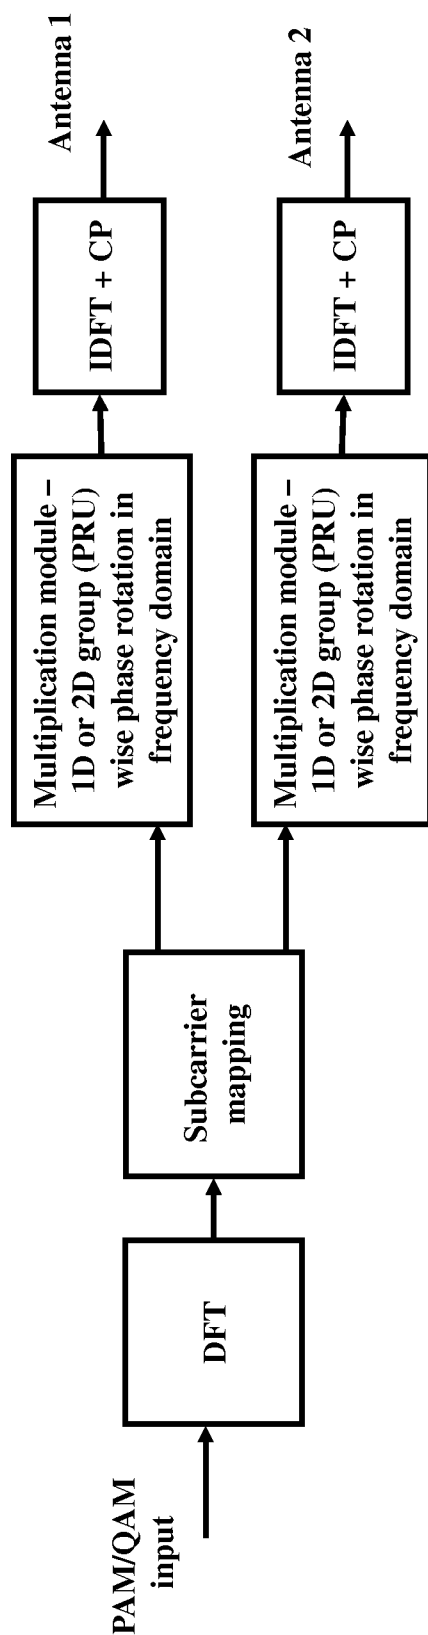 PAM/QAM
input
DFT
Subcarrier
mapping
Multiplication module –
1D or 2D group (PRU)
wise phase rotation in
frequency domain
IDFT + CP
Antenna 1
Multiplication module –
1D or 2D group (PRU)
wise phase rotation in
frequency domain
IDFT + CP
Antenna 2